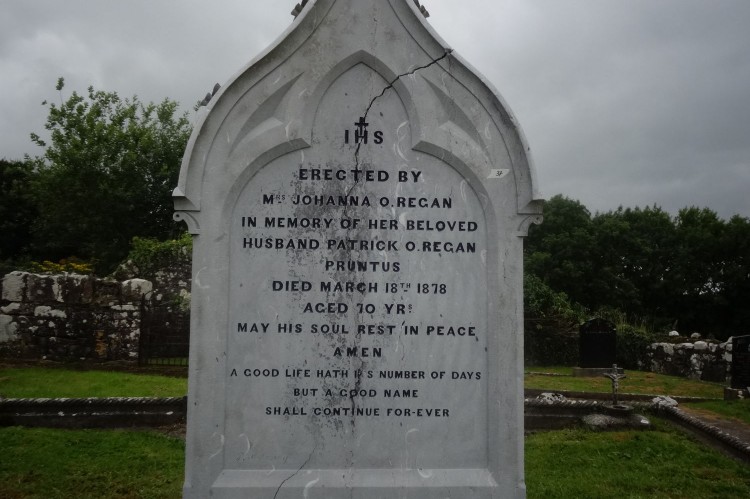 IHS
37
ERECTED BY
MRS JOHANNA O.REGAN
IN MEMORY OF HER BELOVED
HUSBAND PATRICK O.REGAN
PRUNTUS
DIED MARCH 18TH 1878
AGED 70 YRS
MAY HIS SOUL REST IN PEACE
AMEN
A GOOD LIFE HATH ITS NUMBER OF DAYS
BUT A GOOD NAME
SHALL CONTINUE FOR-EVER